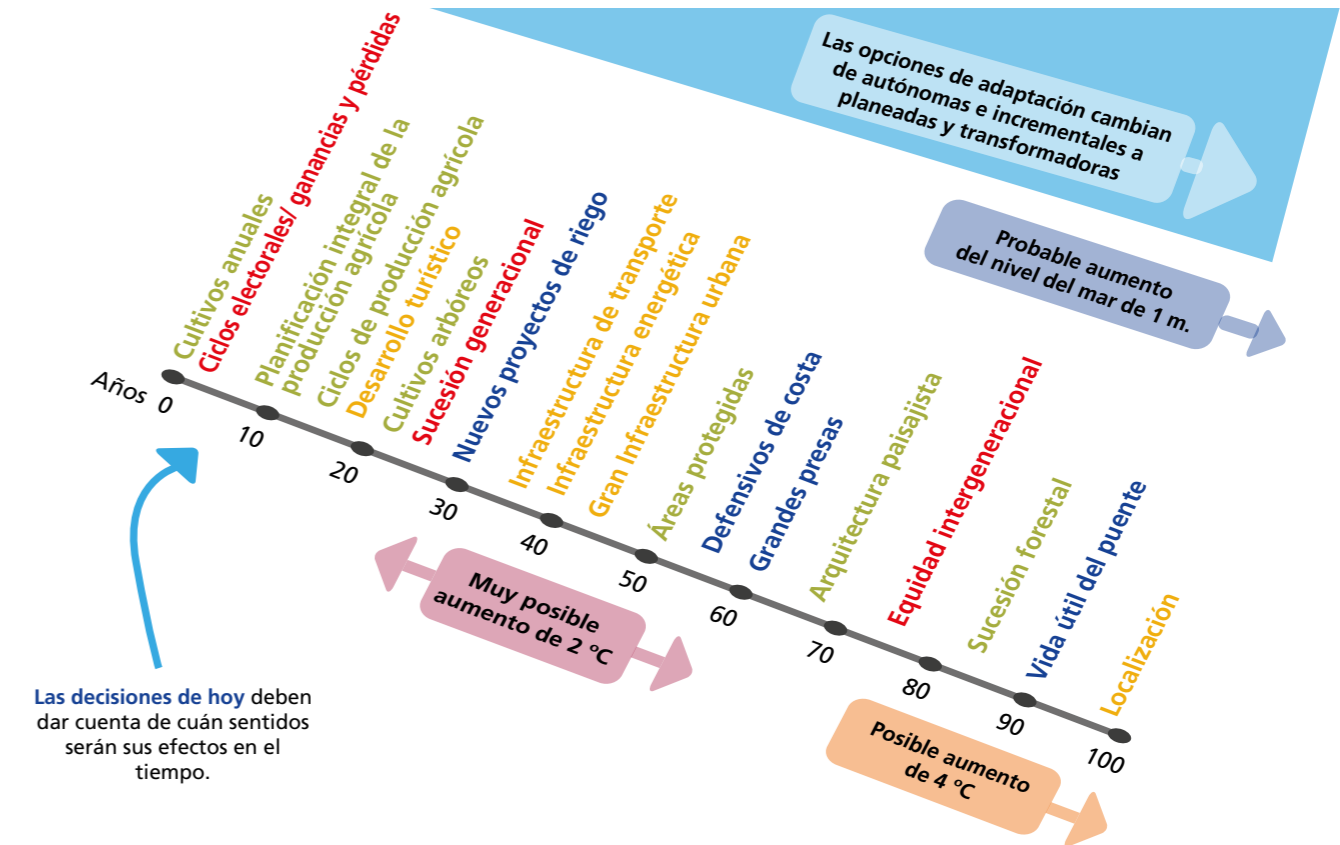 Las opciones de adaptación cambian
de autónomas e incrementales a
planeadas y transformadoras
Probable aumento
del nivel del mar de 1 m.
Cultivos anuales
Ciclos electorales/ ganancias y pérdidas
Planificación integral de la
producción agrícola
Ciclos de producción agrícola
Desarrollo turístico
Cultivos arbóreos
Sucesión generacional
Nuevos proyectos de riego
Infraestructura de transporte
Infraestructura energética
Gran Infraestructura urbana
Áreas protegidas
Defensivos de costa
Grandes presas
Arquitectura paisajista
Equidad intergeneracional
Sucesión forestal
Vida útil del puente
Localización
Años 0
10
20
30
40
50
60
70
80
90
100
Muy posible
aumento de 2 ºC
Posible aumento
de 4 ºC
Las decisiones de hoy deben
dar cuenta de cuán sentidos
serán sus efectos en el
tiempo.